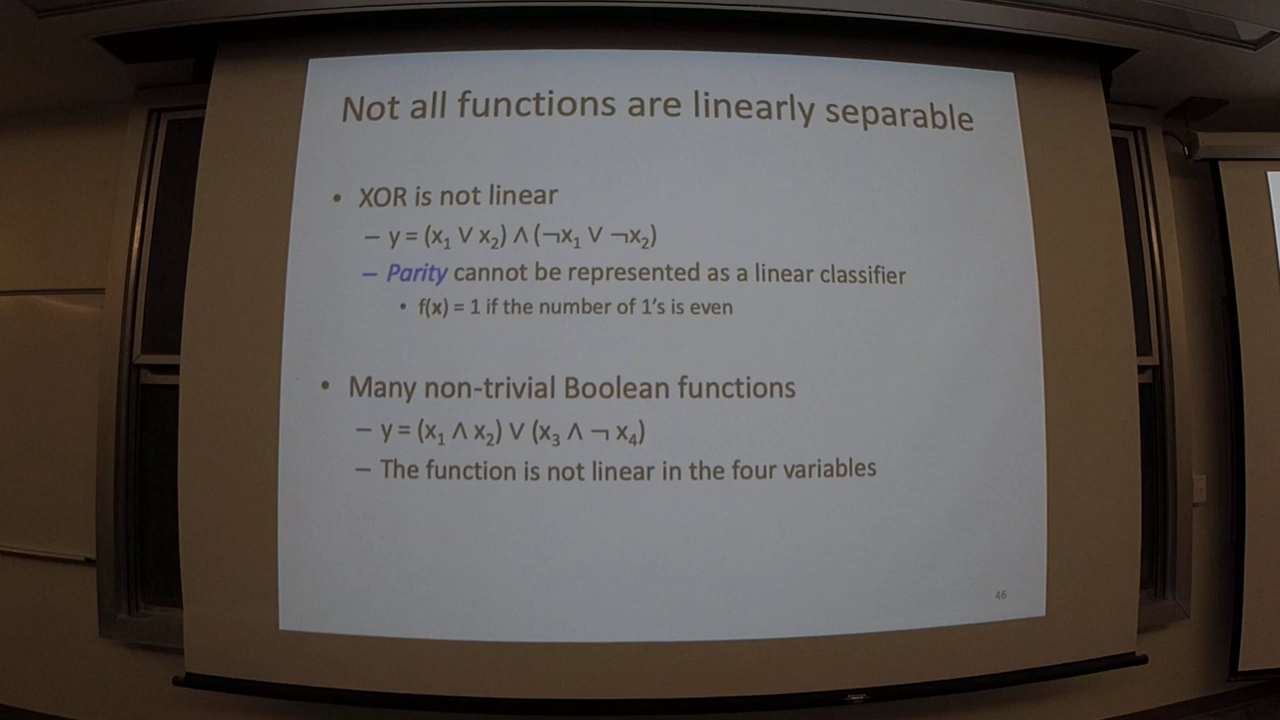 Not all functions are linearly separable
• XOR is not linear
– y = (x₁ ∨ x₂) ∧ (¬x₁ ∨ ¬x₂)
– Parity cannot be represented as a linear classifier
• f(x) = 1 if the number of 1's is even
• Many non-trivial Boolean functions
– y = (x₁ ∧ x₂) ∨ (x₃ ∧ ¬ x₄)
– The function is not linear in the four variables
46